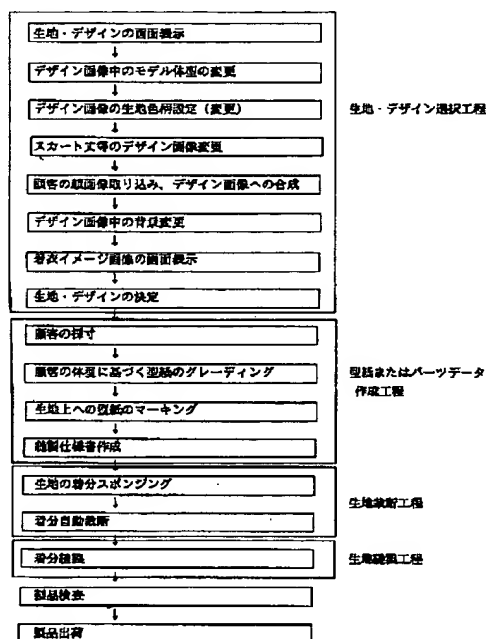 生地・デザインの画面表示
↓
デザイン画像中のモデル体型の変更
↓
デザイン画像の生地色柄設定（変更）
↓
スカート丈等のデザイン画像変更
↓
顧客の顔画像取り込み、デザイン画像への合成
↓
デザイン画像中の背景変更
↓
着衣イメージ画像の画面表示
↓
生地・デザインの決定
生地・デザイン選択工程
↓
顧客の採寸
↓
顧客の体型に基づく型紙のグレーディング
↓
生地上への型紙のマーキング
↓
縫製仕様書作成
型紙またはパーツデータ
作成工程
↓
生地の着分スポンジング
↓
着分自動裁断
生地裁断工程
↓
着分縫製
生地縫製工程
↓
製品検査
↓
製品出荷